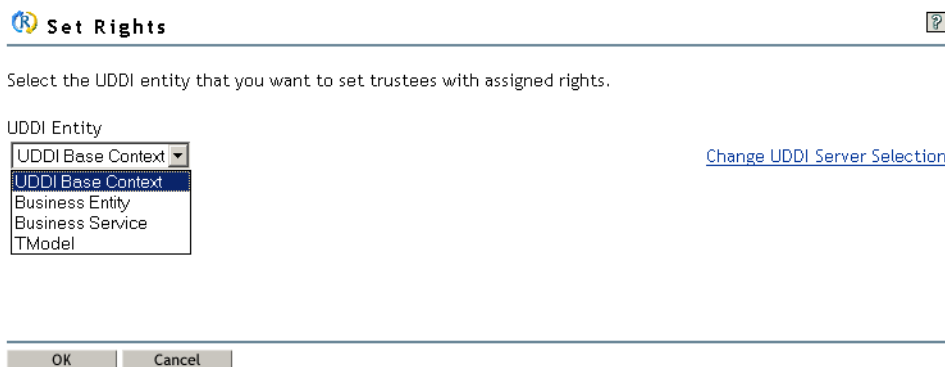 Set Rights
?
Select the UDDI entity that you want to set trustees with assigned rights.
UDDI Entity
UDDI Base Context
Change UDDI Server Selection
UDDI Base Context
Business Entity
Business Service
TModel
OK Cancel